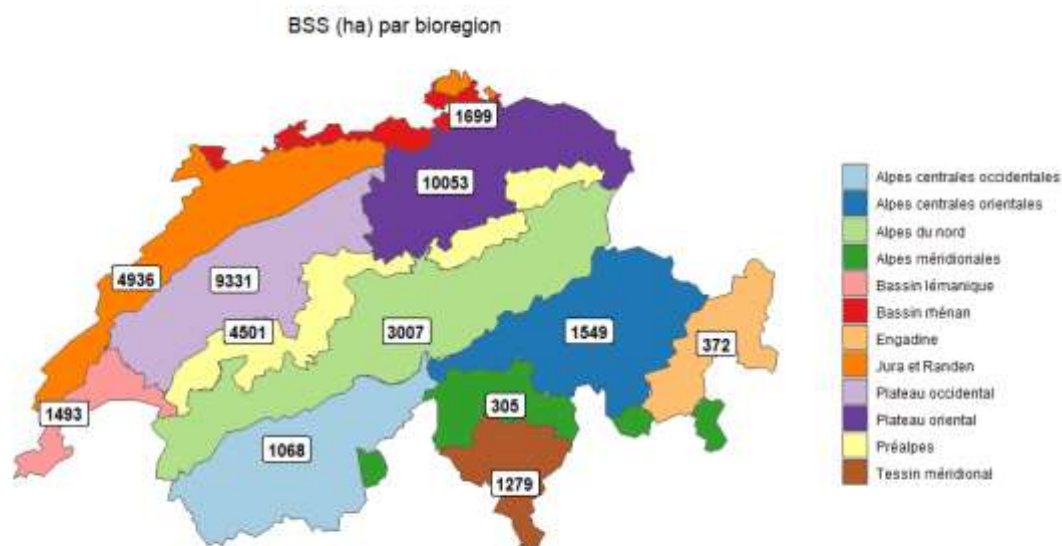 BSS (ha) par bioregion
1699
10053
4936
9331
4501
3007
1549
372
1493
305
1068
1279
Alpes centrales occidentales
Alpes centrales orientales
Alpes du nord
Alpes méridionales
Bassin lémanique
Bassin rhénan
Engadine
Jura et Randen
Plateau occidental
Plateau oriental
Préalpes
Tessin méridional